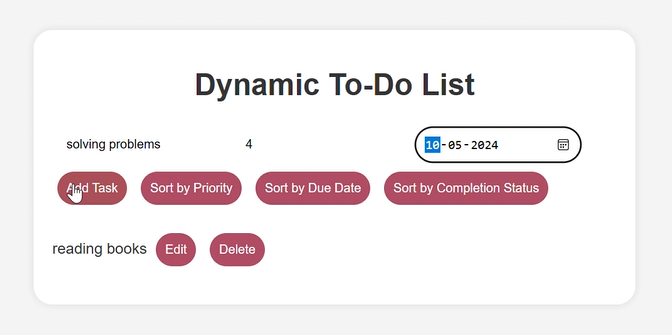 Dynamic To-Do List
solving problems 4 10-05-2024
Add Task Sort by Priority Sort by Due Date Sort by Completion Status
reading books Edit Delete